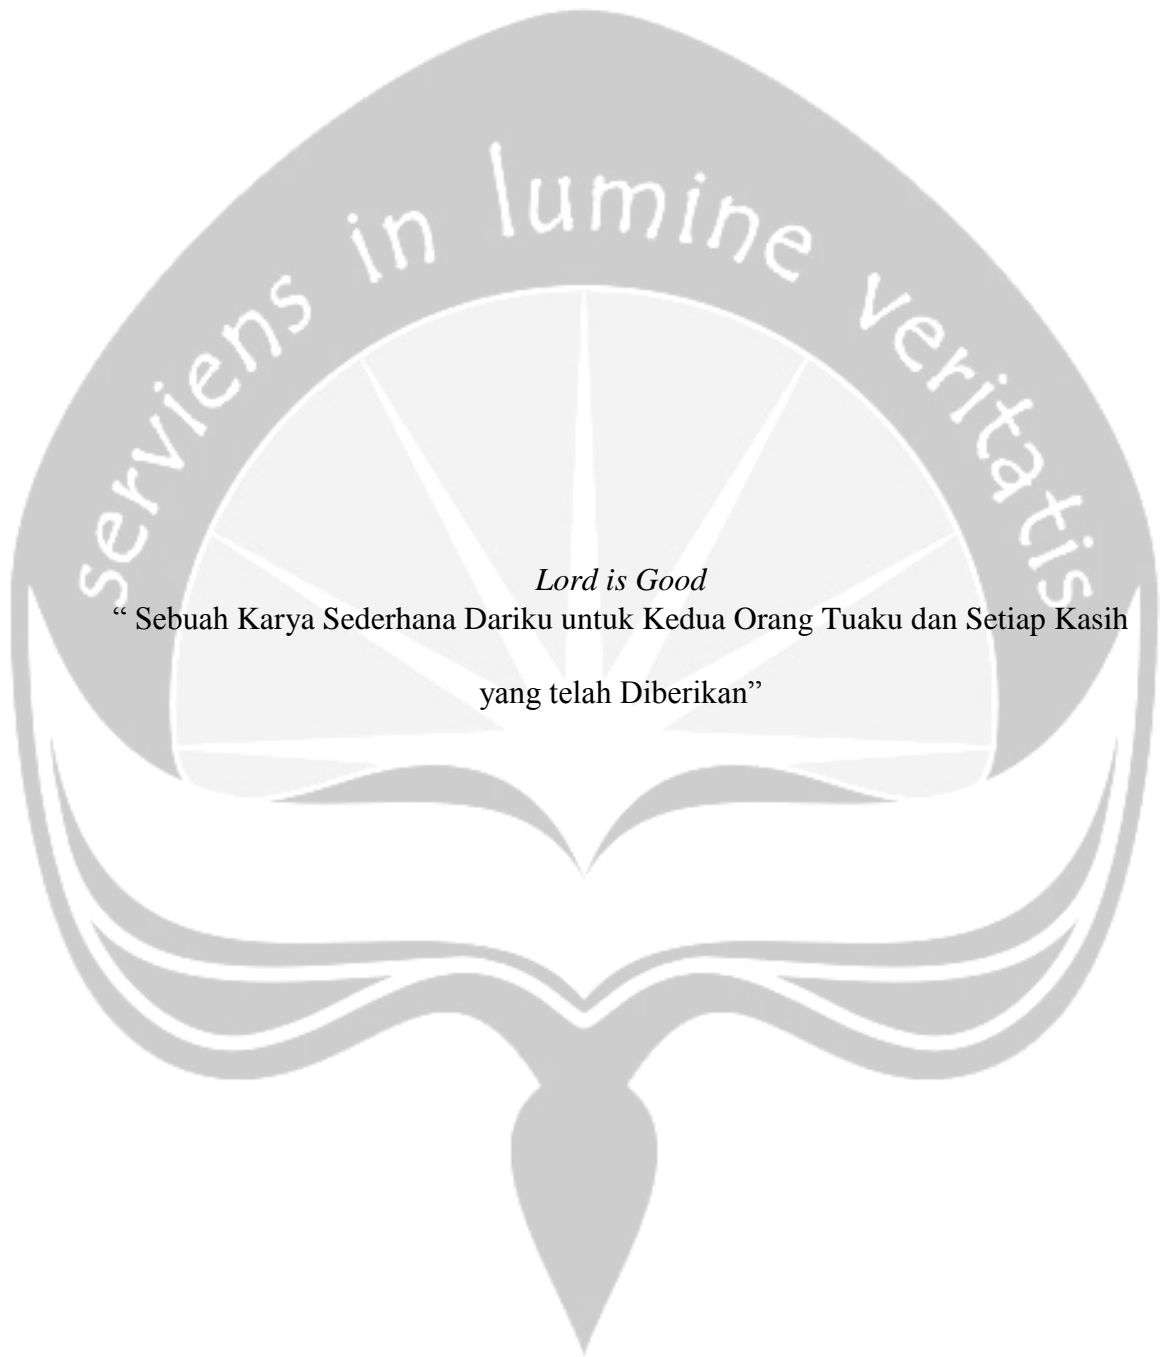 serviens in lumine veritatis
Lord is Good
“ Sebuah Karya Sederhana Dariku untuk Kedua Orang Tuaku dan Setiap Kasih
yang telah Diberikan”